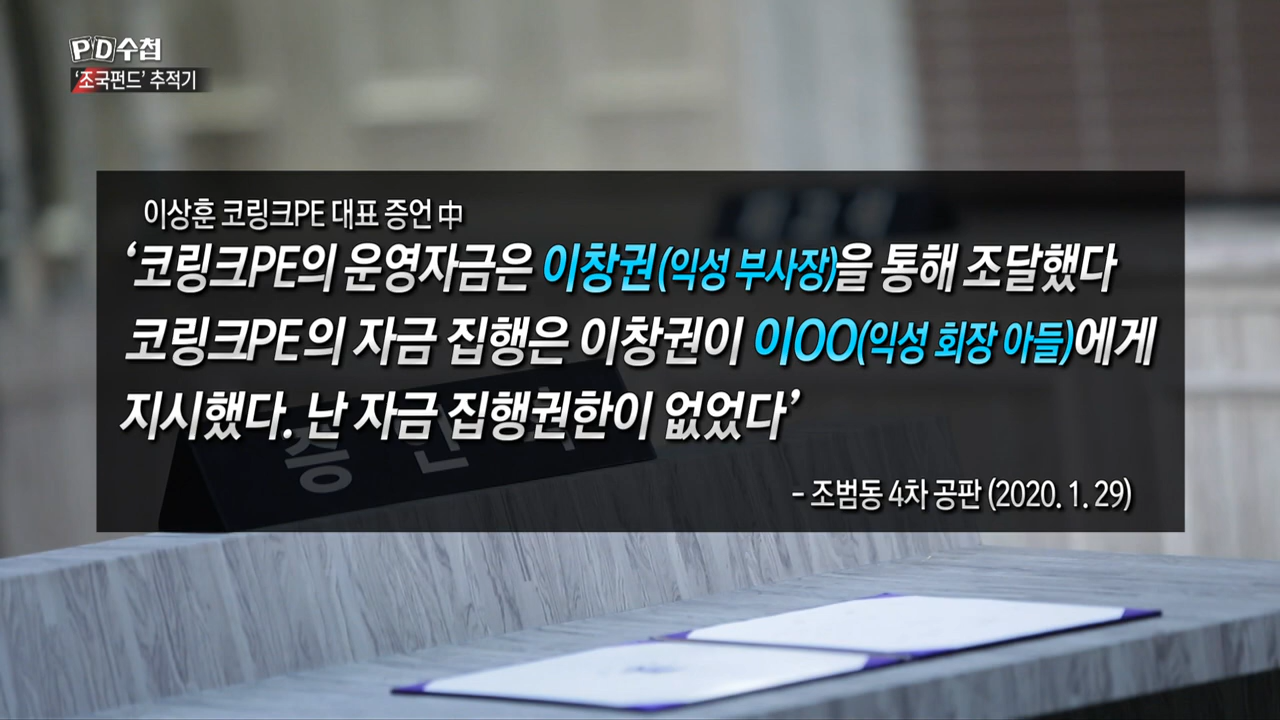 PD수첩
‘조국펀드’ 추적기
이상훈 코링크PE 대표 증언 中
‘코링크PE의 운영자금은 이창권(익성 부사장)을 통해 조달했다
코링크PE의 자금 집행은 이창권이 이OO(익성 회장 아들)에게
지시했다. 난 자금 집행권한이 없었다’
- 조범동 4차 공판 (2020. 1. 29)
증 인 석